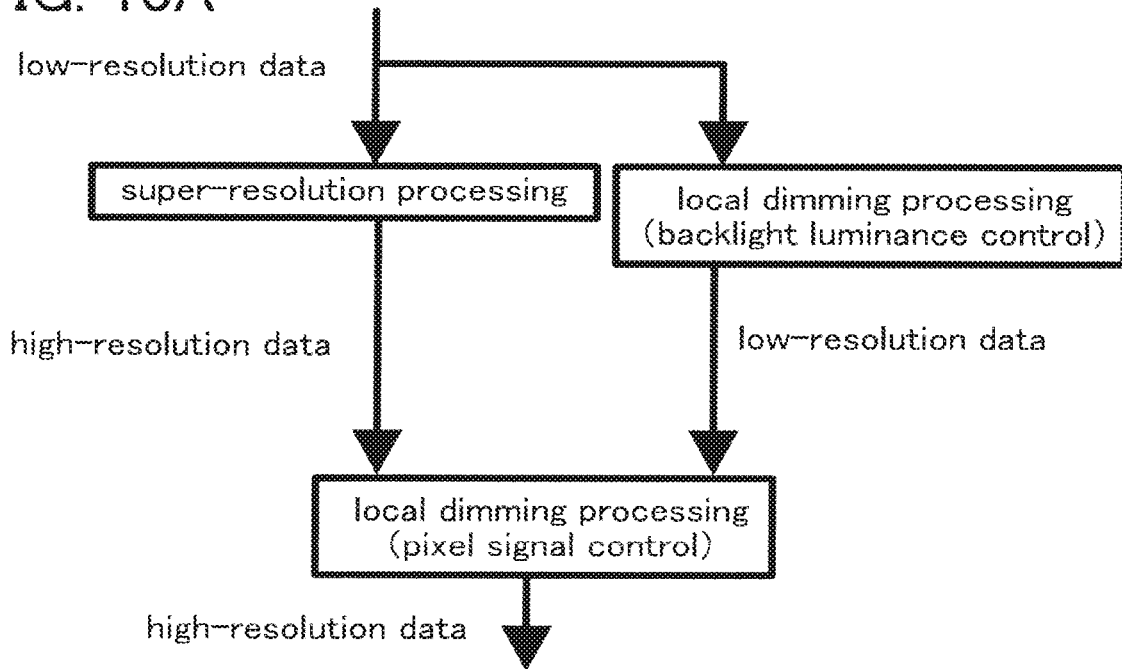 low-resolution data
super-resolution processing
local dimming processing
(backlight luminance control)
high-resolution data
low-resolution data
local dimming processing
(pixel signal control)
high-resolution data